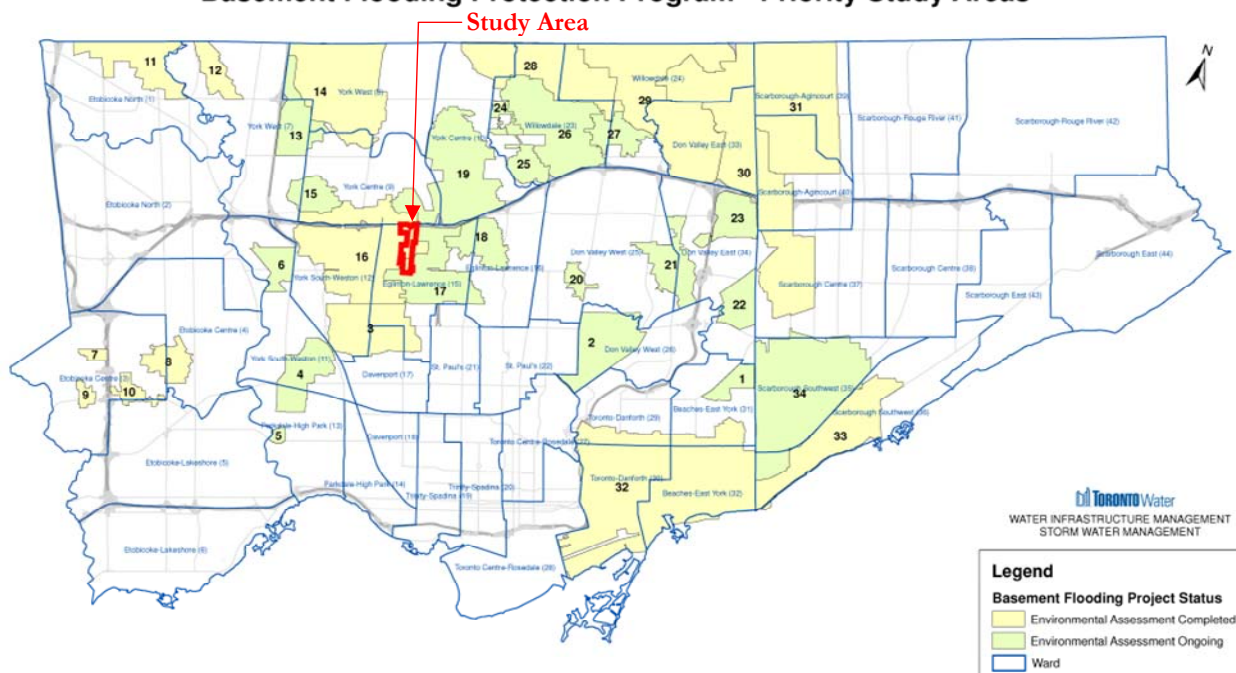 Basement Flooding Protection Program - Priority Study Areas
Study Area
11
12
Etobicoke North (1)
14
York West (8)
28
Willowdale (24)
29
Scarborough-Agincourt (39)
31
Scarborough-Rouge River (41)
Scarborough-Rouge River (42)
York West (7)
13
24
Willowdale (23)
26
27
Don Valley East (33)
19
25
30
15
York Centre (9)
Scarborough-Agincourt (40)
Etobicoke North (2)
23
18
16
6
York South-Weston (12)
Eglinton-Lawrence (16)
Don Valley West (25)
Don Valley East (34)
21
20
Scarborough Centre (38)
Scarborough East (44)
Eglinton-Lawrence (15)
17
Scarborough Centre (37)
Scarborough East (43)
22
Etobicoke Centre (4)
3
2
Don Valley West (26)
7
8
York South-Weston (11)
St. Paul's (21)
St. Paul's (22)
4
Davenport (17)
1
Etobicoke Centre (3)
10
9
34
Scarborough Southwest (35)
Beaches-East York (31)
Toronto-Danforth (29)
Scarborough Southwest (36)
33
Parkdale-High Park (13)
5
Davenport (18)
Toronto Centre-Rosedale (27)
Etobicoke-Lakeshore (5)
Toronto-Danforth (30)
32
Parkdale-High Park (14)
Trinity-Spadina (19)
Trinity-Spadina (20)
Beaches-East York (32)
Etobicoke-Lakeshore (6)
Toronto Centre-Rosedale (28)
N
TORONTO Water
WATER INFRASTRUCTURE MANAGEMENT
STORM WATER MANAGEMENT
Legend
Basement Flooding Project Status
Environmental Assessment Completed
Environmental Assessment Ongoing
Ward